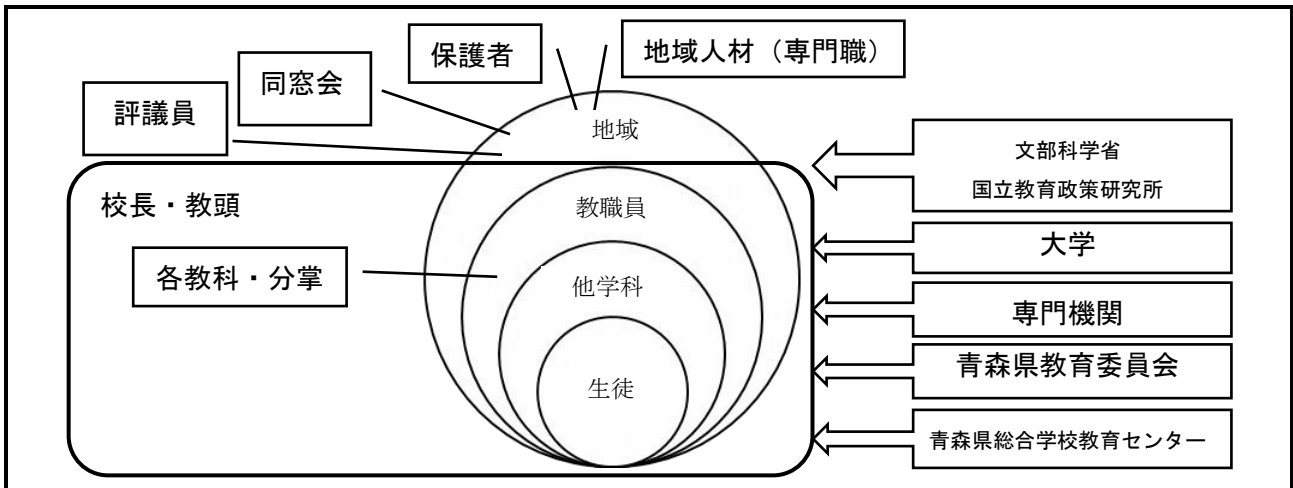 保護者
地域人材（専門職）
同窓会
評議員
地域
文部科学省
国立教育政策研究所
校長・教頭
教職員
大学
各教科・分掌
他学科
専門機関
青森県教育委員会
生徒
青森県総合学校教育センター